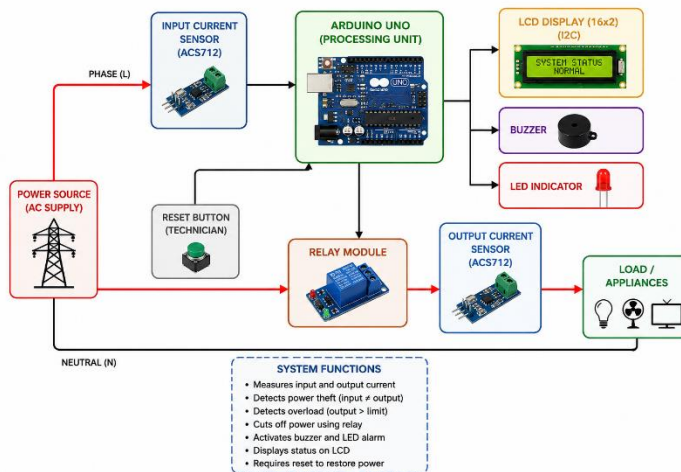 INPUT CURRENT
SENSOR
(ACS712)
ARDUINO UNO
(PROCESSING UNIT)
UNO
LCD DISPLAY (16x2)
(I2C)
SYSTEM STATUS
NORMAL
PHASE (L)
BUZZER
LED INDICATOR
POWER SOURCE
(AC SUPPLY)
RESET BUTTON
(TECHNICIAN)
RELAY MODULE
OUTPUT CURRENT
SENSOR
(ACS712)
LOAD /
APPLIANCES
NEUTRAL (N)
SYSTEM FUNCTIONS
• Measures input and output current
• Detects power theft (input ≠ output)
• Detects overload (output > limit)
• Cuts off power using relay
• Activates buzzer and LED alarm
• Displays status on LCD
• Requires reset to restore power